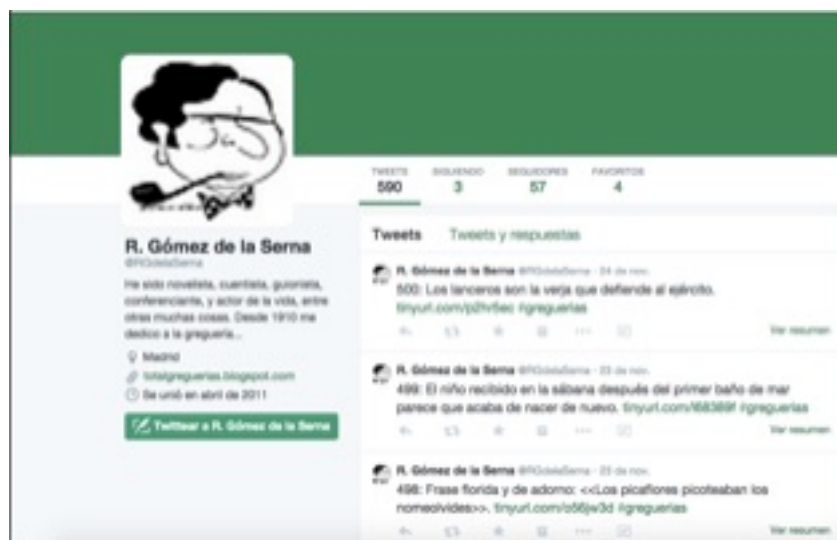 TWEETS SIGUIENDO SEGUIDORES FAVORITOS
590 3 57 4
R. Gómez de la Serna
@RGdelaSerna
He sido novelista, cuentista, guionista,
conferenciante, y actor de la vida, entre
otras muchas cosas. Desde 1910 me
dedico a la greguería...
Madrid
totalgreguerias.blogspot.com
Se unió en abril de 2011
Twittear a R. Gómez de la Serna
Tweets Tweets y respuestas
R. Gómez de la Serna @RGdelaSerna · 24 de nov.
500: Los lanceros son la verja que defiende al ejército.
tinyurl.com/p2hr5ec #greguerias
Ver resumen
R. Gómez de la Serna @RGdelaSerna · 23 de nov.
499: El niño recibido en la sábana después del primer baño de mar
parece que acaba de nacer de nuevo. #greguerias
Ver resumen
R. Gómez de la Serna @RGdelaSerna · 23 de nov.
498: Frase florida y de adorno: <<Los picaflores picoteaban los
nomeolvides>>. tinyurl.com/o56jw3d #greguerias
Ver resumen